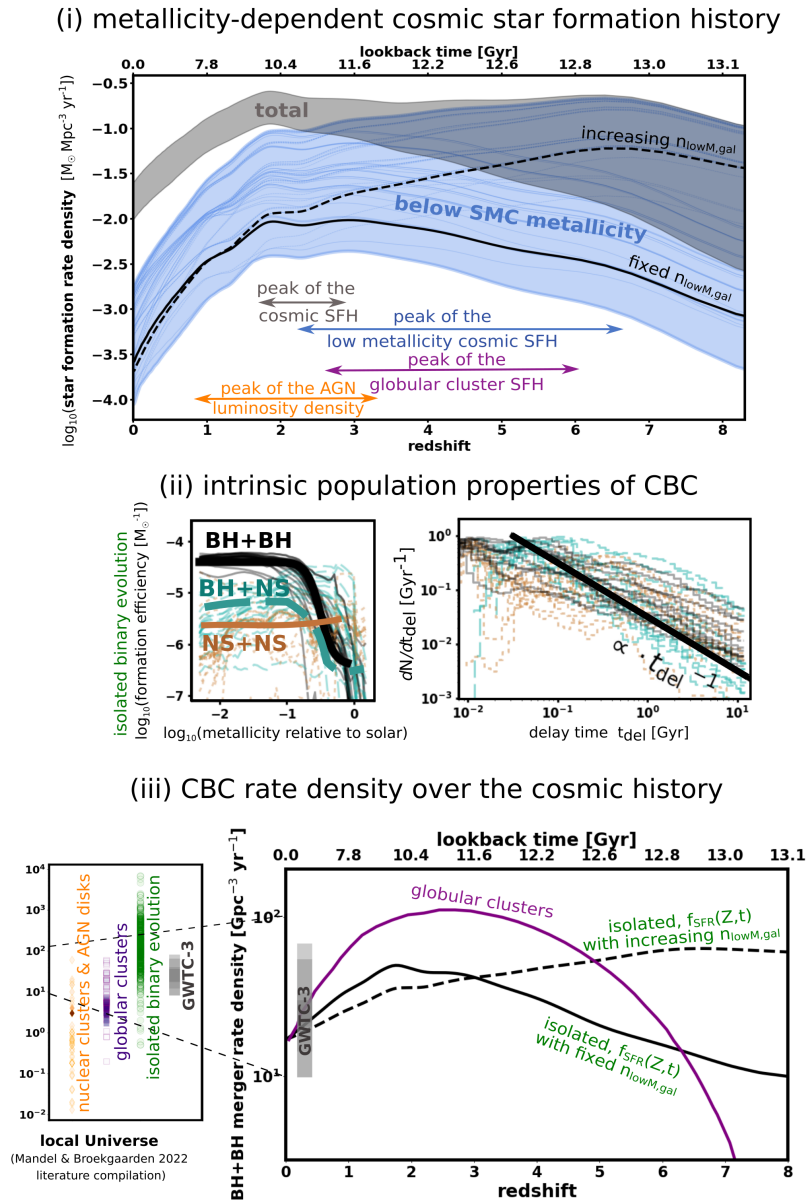 (i) metallicity-dependent cosmic star formation history
lookback time [Gyr]
0.0 7.8 10.4 11.6 12.2 12.6 12.8 13.0 13.1
log₁₀(star formation rate density [M☉ Mpc⁻³ yr⁻¹])
−0.5
−1.0
−1.5
−2.0
−2.5
−3.0
−3.5
−4.0
total
increasing n_lowM,gal
below SMC metallicity
fixed n_lowM,gal
peak of the
cosmic SFH
peak of the
low metallicity cosmic SFH
peak of the
globular cluster SFH
peak of the AGN
luminosity density
0 1 2 3 4 5 6 7 8
redshift
(ii) intrinsic population properties of CBC
isolated binary evolution
log₁₀(formation efficiency [M☉⁻¹])
−4
−5
−6
−7
BH+BH
BH+NS
NS+NS
−2 −1 0
log₁₀(metallicity relative to solar)
dN/dt_del [Gyr⁻¹]
10⁰
10⁻¹
10⁻²
10⁻³
∝ · t_del⁻¹
10⁻² 10⁻¹ 10⁰ 10¹
delay time t_del [Gyr]
(iii) CBC rate density over the cosmic history
10⁴
10³
10²
10¹
10⁰
10⁻¹
10⁻²
nuclear clusters & AGN disks
globular clusters
isolated binary evolution
GWTC-3
local Universe
(Mandel & Broekgaarden 2022
literature compilation)
lookback time [Gyr]
0.0 7.8 10.4 11.6 12.2 12.6 12.8 13.0 13.1
BH+BH merger rate density [Gpc⁻³ yr⁻¹]
10²
10¹
GWTC-3
globular clusters
isolated, f_SFR(Z,t)
with increasing n_lowM,gal
isolated, f_SFR(Z,t)
with fixed n_lowM,gal
0 1 2 3 4 5 6 7 8
redshift